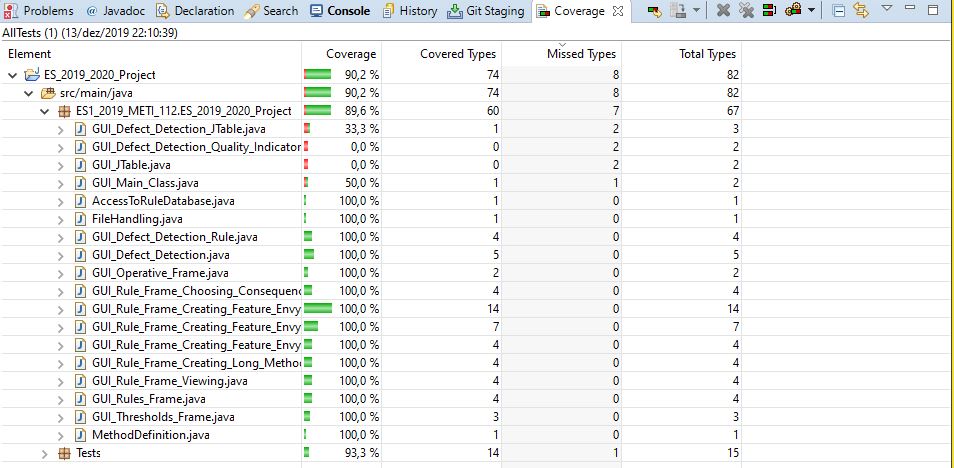 Problems @ Javadoc Declaration Search Console History Git Staging Coverage
AllTests (1) (13/dez/2019 22:10:39)
Element Coverage Covered Types Missed Types Total Types
ES_2019_2020_Project 90,2 % 74 8 82
src/main/java 90,2 % 74 8 82
ES1_2019_METI_112.ES_2019_2020_Project 89,6 % 60 7 67
GUI_Defect_Detection_JTable.java 33,3 % 1 2 3
GUI_Defect_Detection_Quality_Indicator 0,0 % 0 2 2
GUI_JTable.java 0,0 % 0 2 2
GUI_Main_Class.java 50,0 % 1 1 2
AccessToRuleDatabase.java 100,0 % 1 0 1
FileHandling.java 100,0 % 1 0 1
GUI_Defect_Detection_Rule.java 100,0 % 4 0 4
GUI_Defect_Detection.java 100,0 % 5 0 5
GUI_Operative_Frame.java 100,0 % 2 0 2
GUI_Rule_Frame_Choosing_Consequenc 100,0 % 4 0 4
GUI_Rule_Frame_Creating_Feature_Envy 100,0 % 14 0 14
GUI_Rule_Frame_Creating_Feature_Envy 100,0 % 7 0 7
GUI_Rule_Frame_Creating_Feature_Envy 100,0 % 4 0 4
GUI_Rule_Frame_Creating_Long_Metho 100,0 % 4 0 4
GUI_Rule_Frame_Viewing.java 100,0 % 4 0 4
GUI_Rules_Frame.java 100,0 % 4 0 4
GUI_Thresholds_Frame.java 100,0 % 3 0 3
MethodDefinition.java 100,0 % 1 0 1
Tests 93,3 % 14 1 15